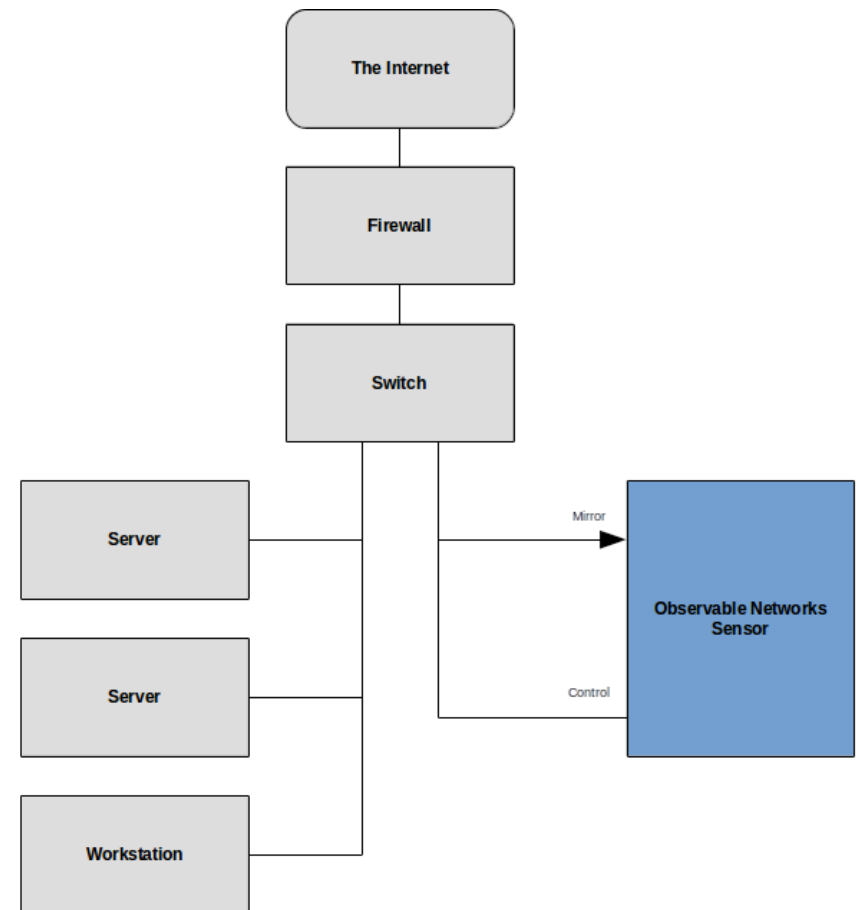 The Internet
Firewall
Switch
Server
Mirror
Observable Networks
Sensor
Server
Control
Workstation